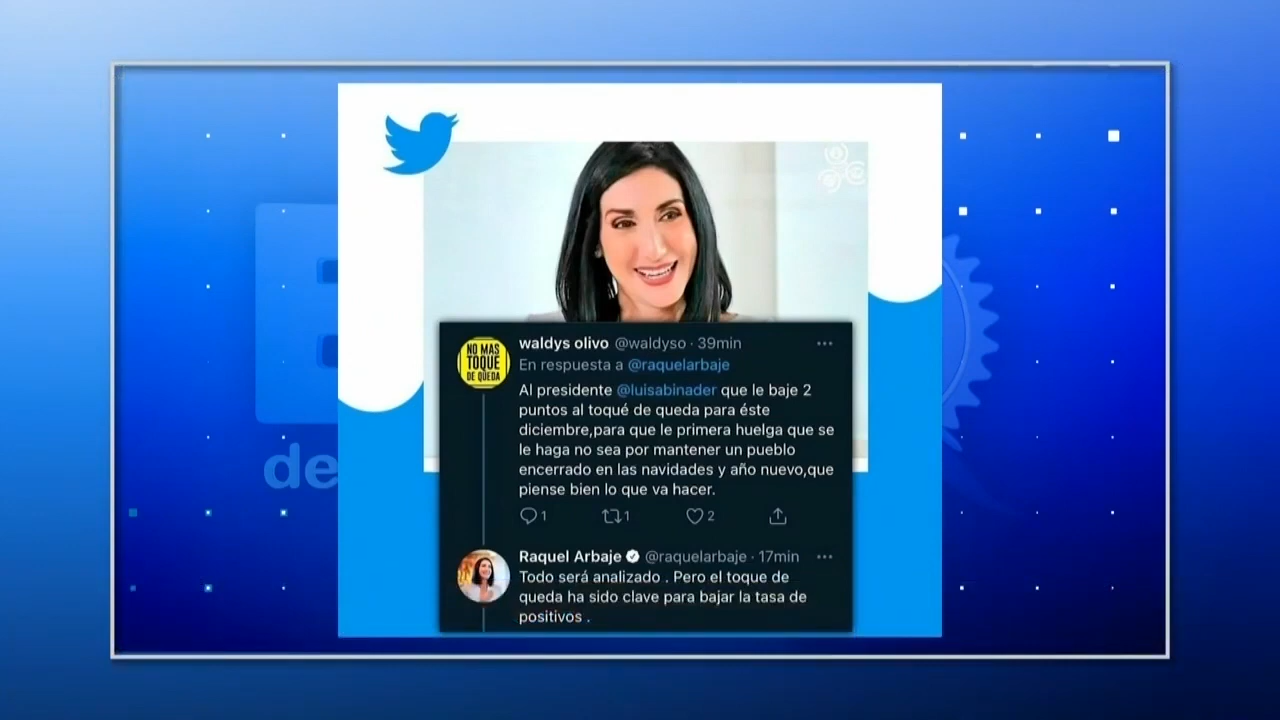 NO MAS
TOQUE
DE QUEDA
waldys olivo @waldyso · 39min
En respuesta a @raquelarbaje
Al presidente @luisabinader que le baje 2
puntos al toqué de queda para éste
diciembre,para que le primera huelga que se
le haga no sea por mantener un pueblo
encerrado en las navidades y año nuevo,que
piense bien lo que va hacer.
1 1 2
Raquel Arbaje @raquelarbaje · 17min
Todo será analizado . Pero el toque de
queda ha sido clave para bajar la tasa de
positivos .
de